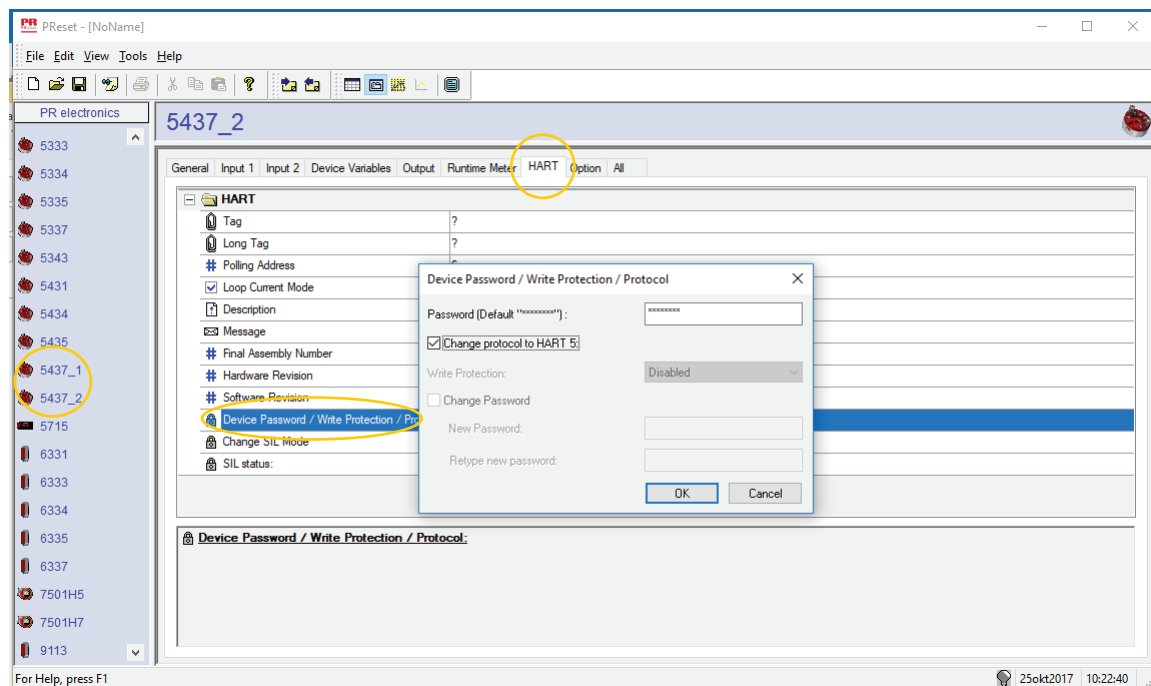 PR PReset - [NoName]
File Edit View Tools Help
PR electronics
5437_2
5333
5334
5335
5337
5343
5431
5434
5435
5437_1
5437_2
5715
6331
6333
6334
6335
6337
7501H5
7501H7
9113
General Input 1 Input 2 Device Variables Output Runtime Meter HART Option All
HART
Tag ?
Long Tag ?
# Polling Address
Loop Current Mode
Description
Message
# Final Assembly Number
# Hardware Revision
# Software Revision
Device Password / Write Protection / Pro
Change SIL Mode
SIL status:
Device Password / Write Protection / Protocol
Password (Default "********") : ********
Change protocol to HART 5:
Write Protection: Disabled
Change Password
New Password:
Retype new password:
OK Cancel
Device Password / Write Protection / Protocol:
For Help, press F1 25okt2017 10:22:40